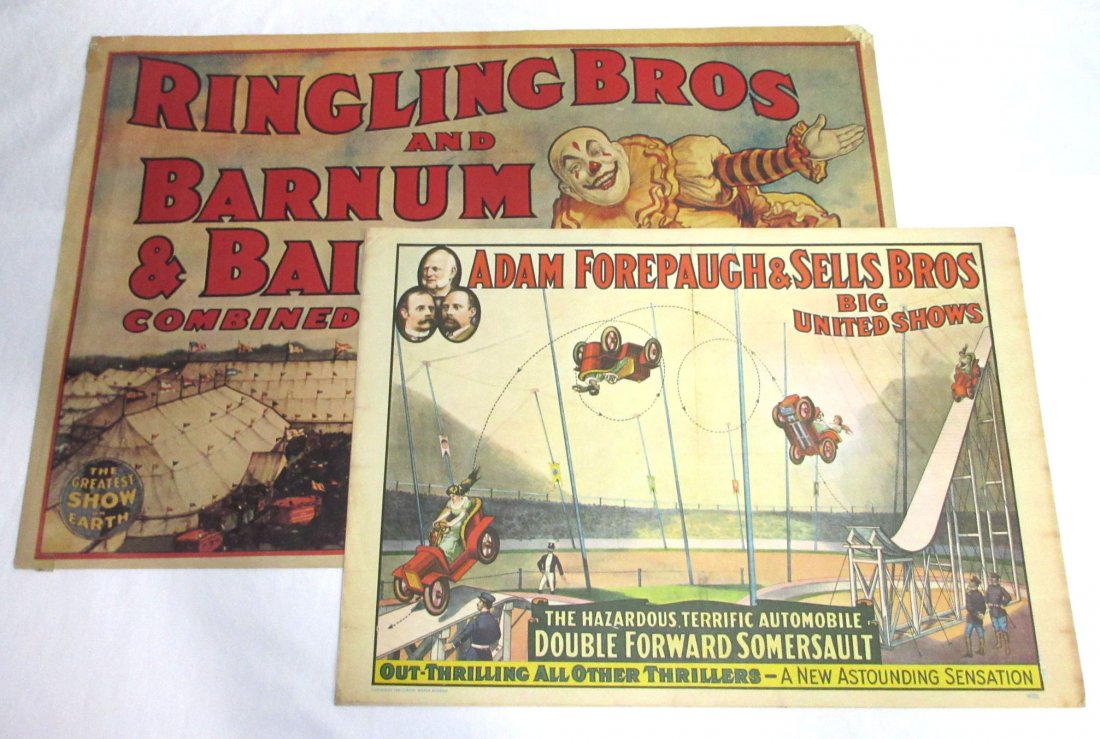 RINGLING BROS
AND
BARNUM
& BAI
COMBINED
THE
GREATEST
SHOW
ON
EARTH
ADAM FOREPAUGH & SELLS BROS
BIG
UNITED SHOWS
THE HAZARDOUS, TERRIFIC AUTOMOBILE
DOUBLE FORWARD SOMERSAULT
OUT-THRILLING ALL OTHER THRILLERS – A NEW ASTOUNDING SENSATION